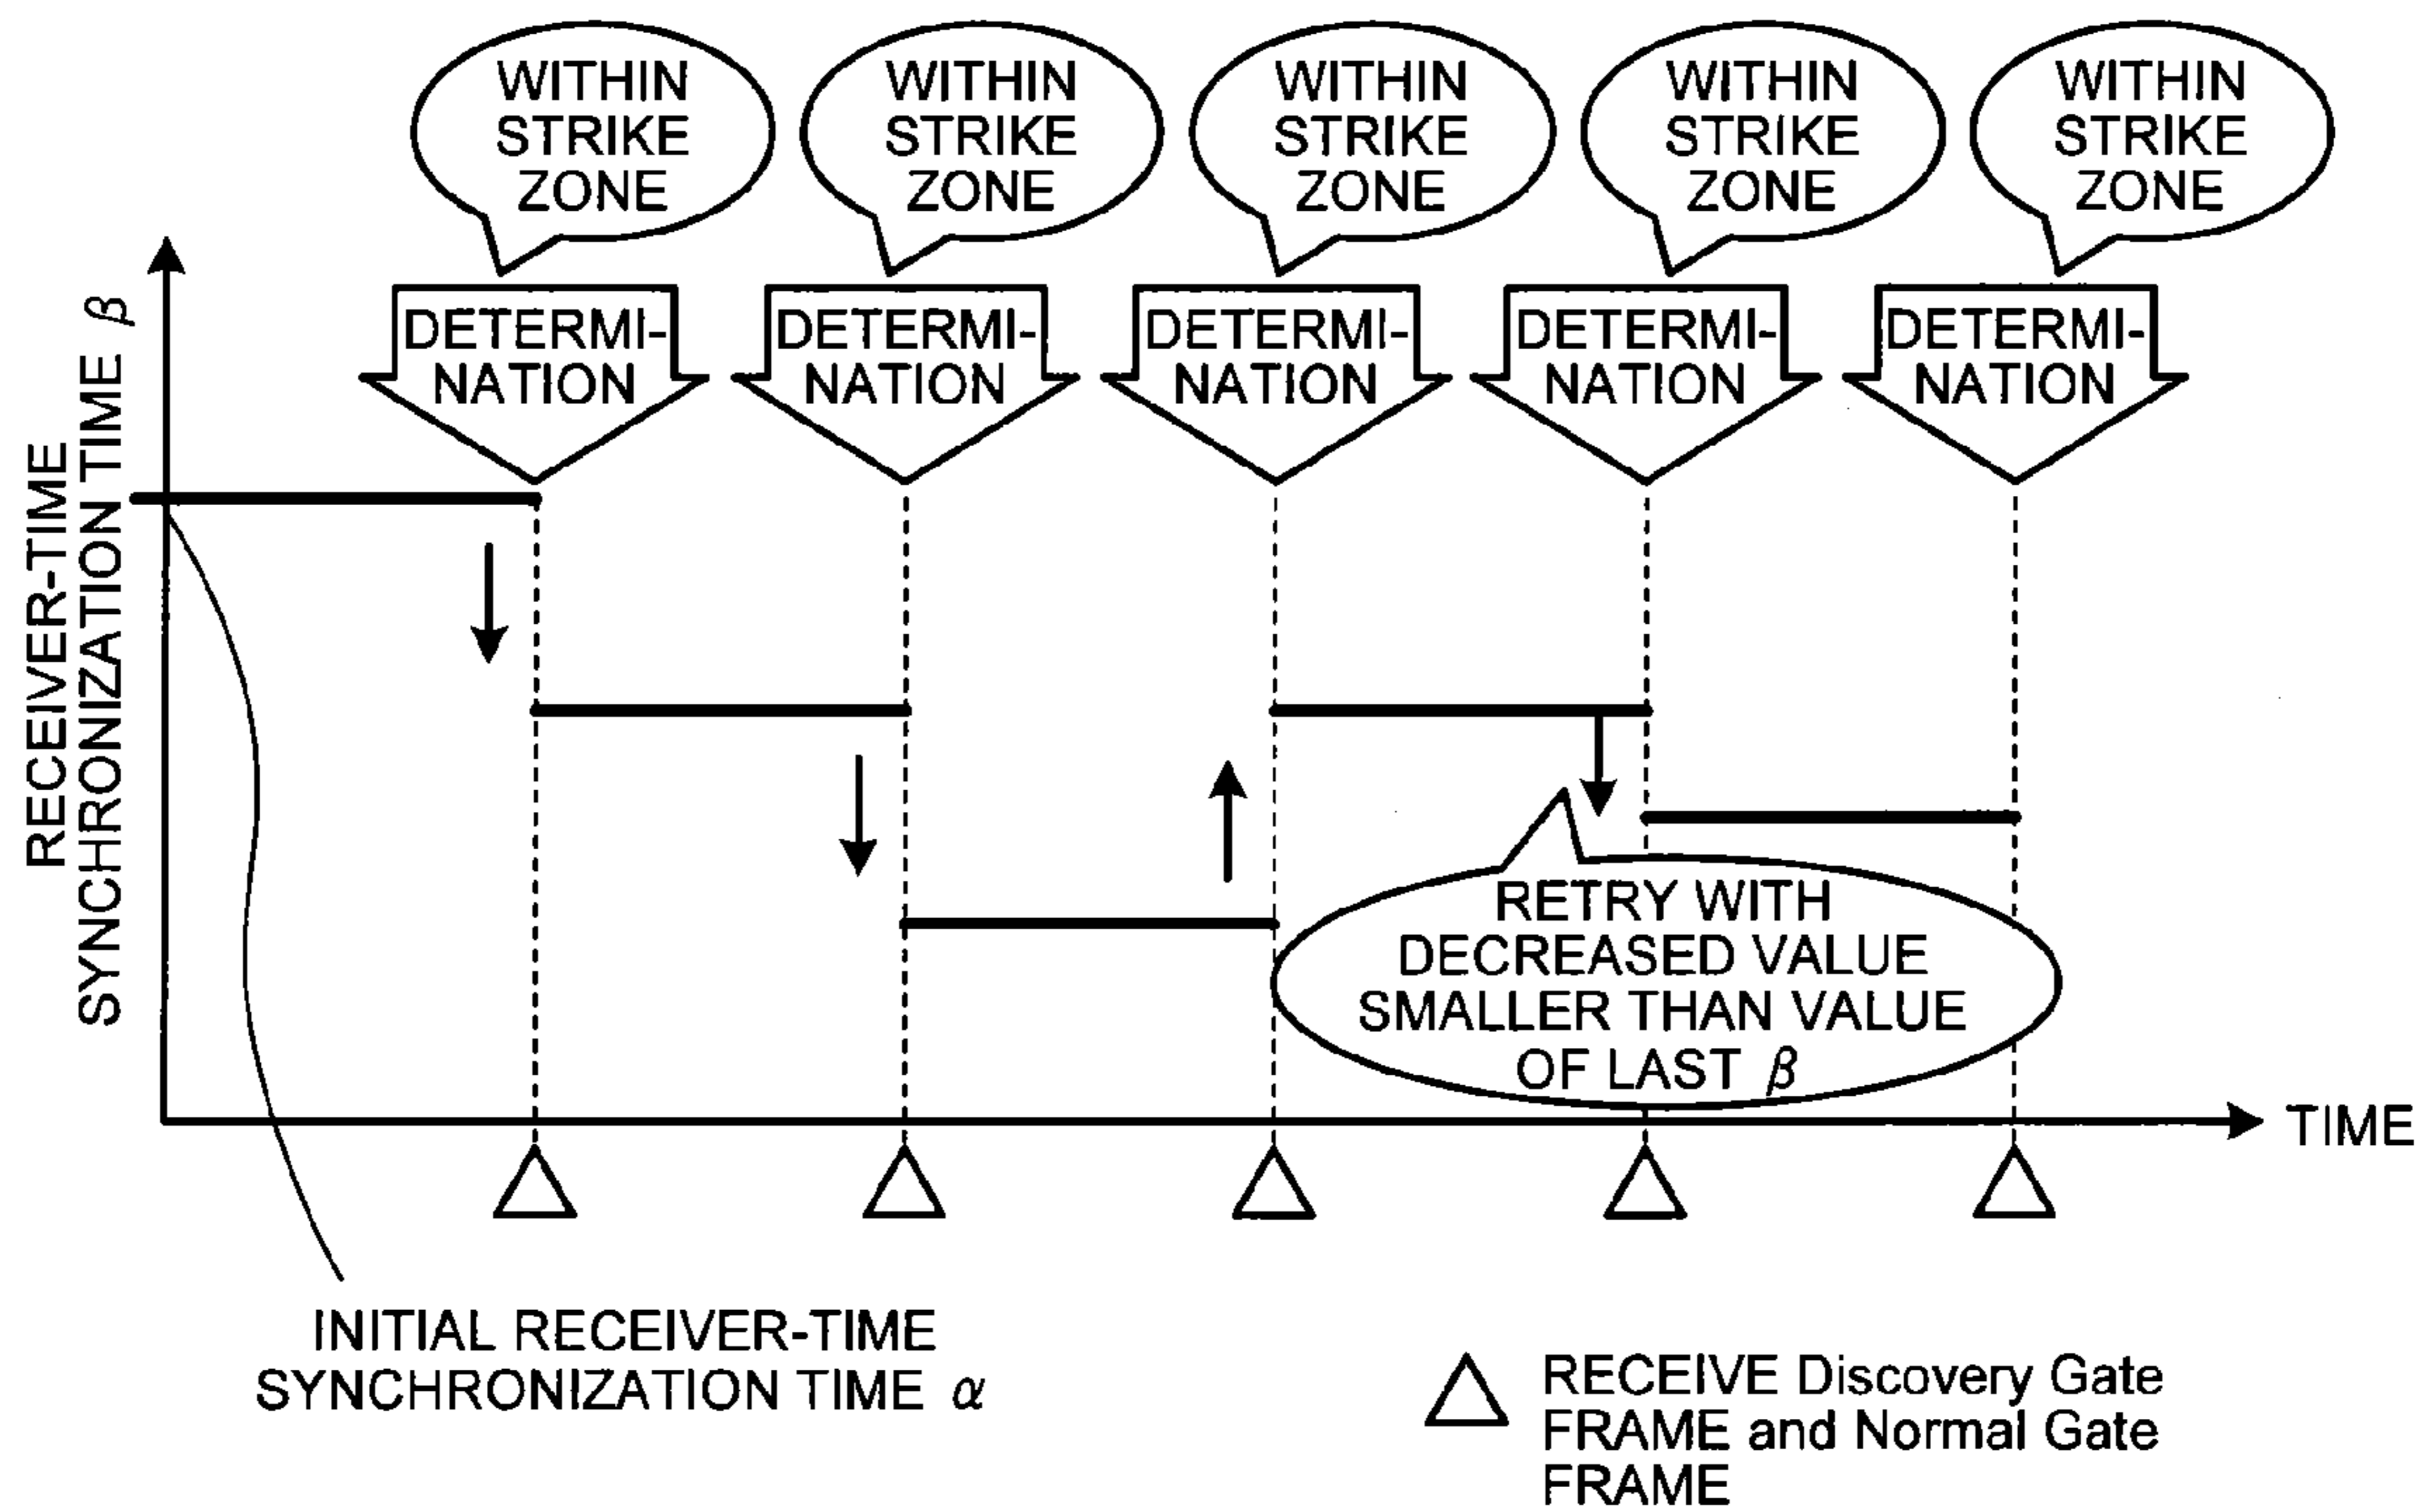 WITHIN
STRIKE
ZONE
WITHIN
STRIKE
ZONE
WITHIN
STRIKE
ZONE
WITHIN
STRIKE
ZONE
WITHIN
STRIKE
ZONE
DETERMI-
NATION
DETERMI-
NATION
DETERMI-
NATION
DETERMI-
NATION
DETERMI-
NATION
RECEIVER-TIME
SYNCHRONIZATION TIME β
RETRY WITH
DECREASED VALUE
SMALLER THAN VALUE
OF LAST β
TIME
INITIAL RECEIVER-TIME
SYNCHRONIZATION TIME α
RECEIVE Discovery Gate
FRAME and Normal Gate
FRAME